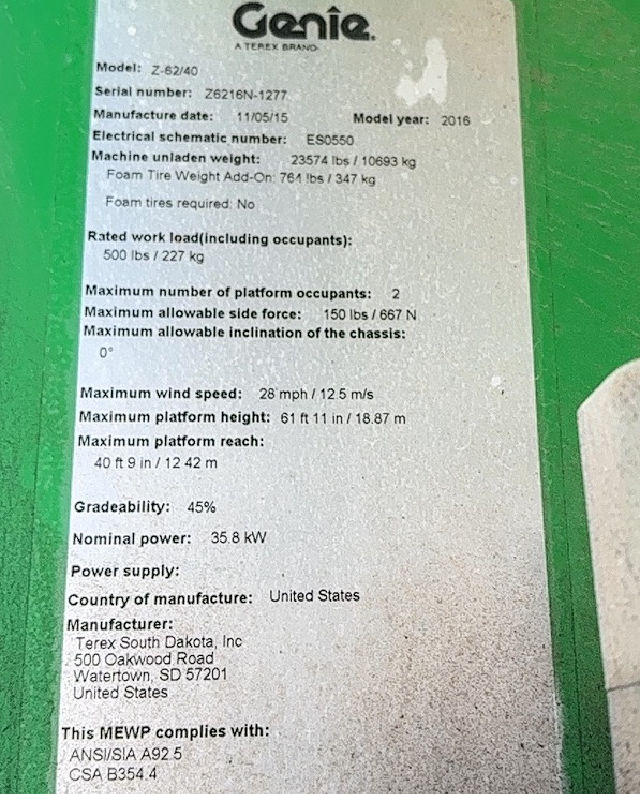 Genie
A TEREX BRAND
Model: Z-62/40
Serial number: Z6216N-1277
Manufacture date: 11/05/15 Model year: 2016
Electrical schematic number: ES0550
Machine unladen weight: 23574 lbs / 10693 kg
Foam Tire Weight Add-On: 764 lbs / 347 kg
Foam tires required: No
Rated work load(including occupants):
500 lbs / 227 kg
Maximum number of platform occupants: 2
Maximum allowable side force: 150 lbs / 667 N
Maximum allowable inclination of the chassis:
0°
Maximum wind speed: 28 mph / 12.5 m/s
Maximum platform height: 61 ft 11 in / 18.87 m
Maximum platform reach:
40 ft 9 in / 12.42 m
Gradeability: 45%
Nominal power: 35.8 kW
Power supply:
Country of manufacture: United States
Manufacturer:
Terex South Dakota, Inc
500 Oakwood Road
Watertown, SD 57201
United States
This MEWP complies with:
ANSI/SIA A92.5
CSA B354.4